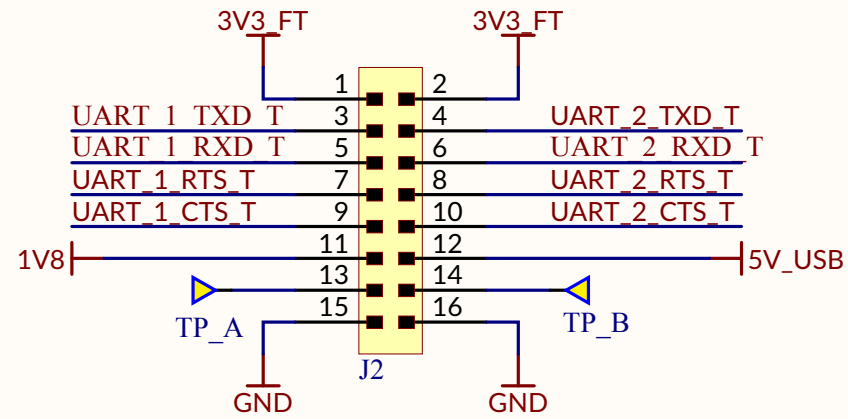 3V3_FT 3V3_FT
1 2
UART_1_TXD_T 3 4 UART_2_TXD_T
UART_1_RXD_T 5 6 UART_2_RXD_T
UART_1_RTS_T 7 8 UART_2_RTS_T
UART_1_CTS_T 9 10 UART_2_CTS_T
1V8 11 12 5V_USB
13 14
TP_A 15 16 TP_B
J2
GND GND